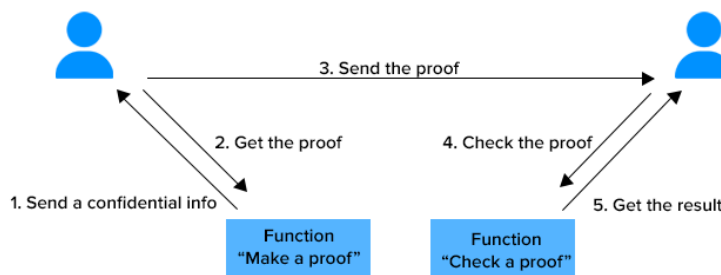 3. Send the proof
2. Get the proof
4. Check the proof
1. Send a confidential info
5. Get the result
Function
“Make a proof”
Function
“Check a proof”